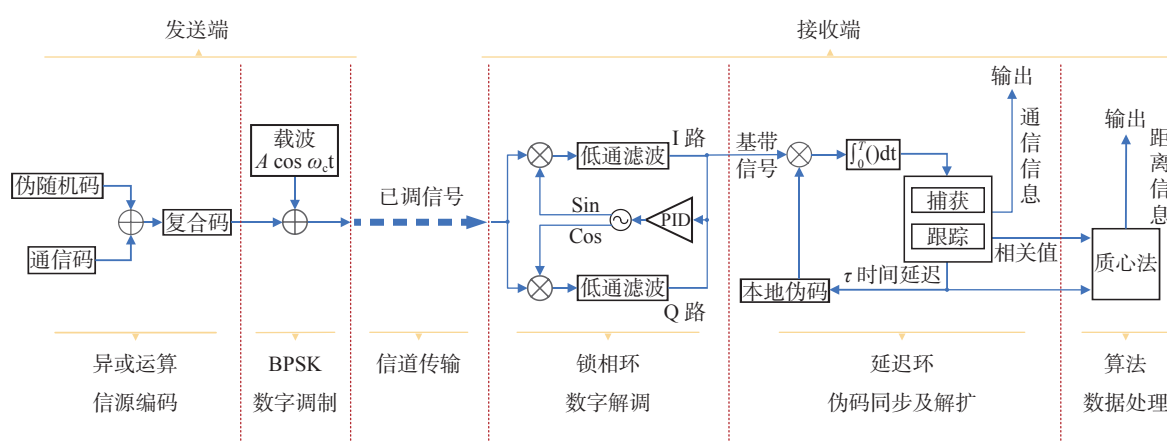 发送端
接收端
载波
A cos ω_c t
伪随机码
通信码
复合码
已调信号
低通滤波
I 路
Sin
Cos
PID
低通滤波
Q 路
基带
信号
∫₀ᵀ()dt
捕获
跟踪
输出
通信信息
相关值
τ 时间延迟
本地伪码
输出
距离信息
质心法
异或运算
信源编码
BPSK
数字调制
信道传输
锁相环
数字解调
延迟环
伪码同步及解扩
算法
数据处理